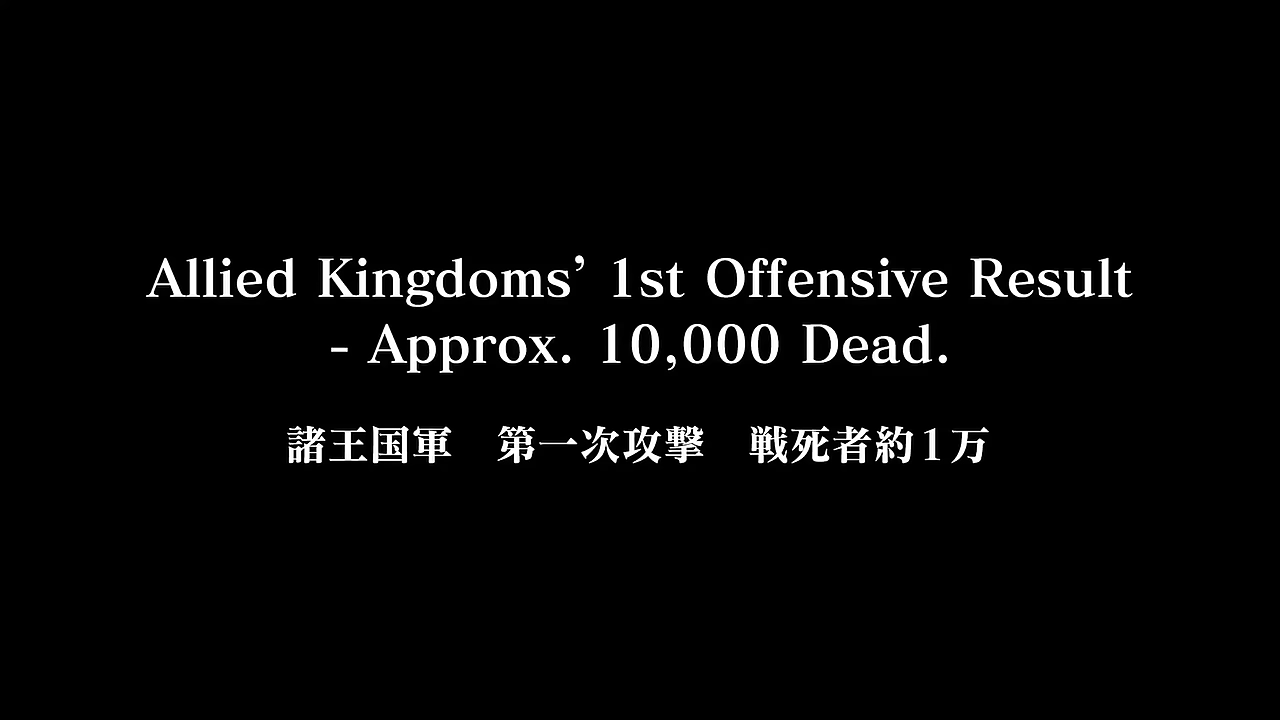 Allied Kingdoms’ 1st Offensive Result
- Approx. 10,000 Dead.
諸王国軍　第一次攻撃　戦死者約１万